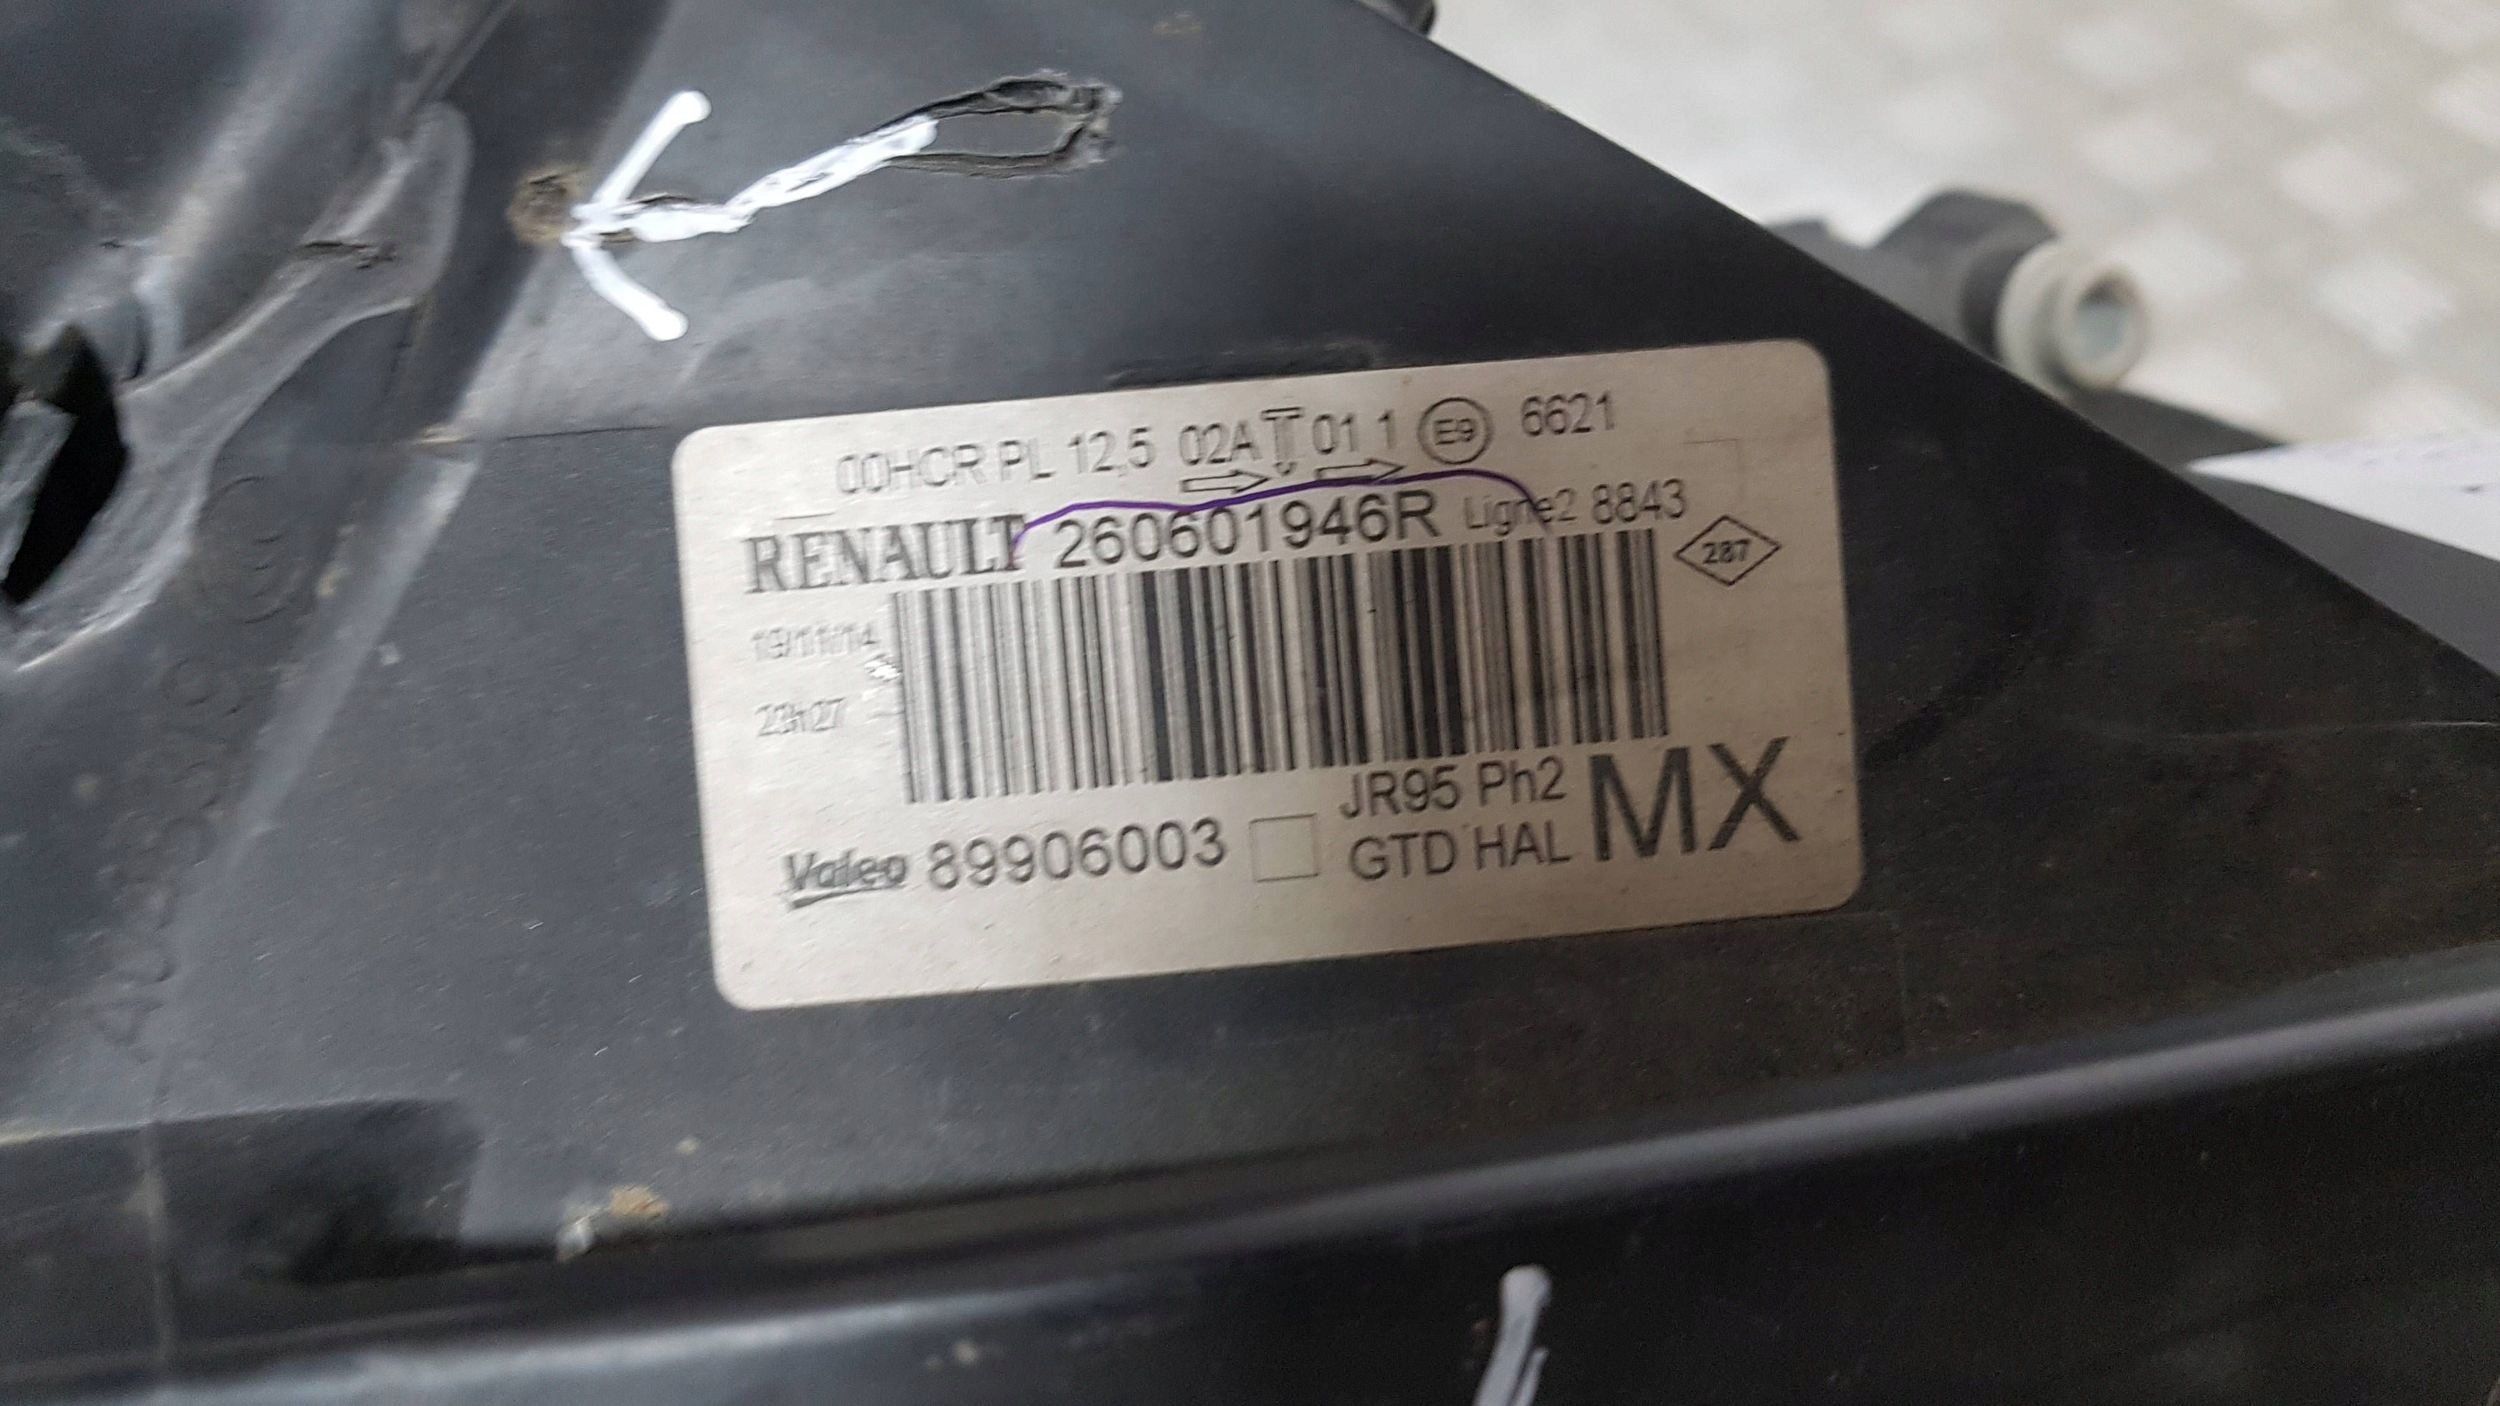 00HCR PL 12,5 02A 01 1 E9 6621
RENAULT 260601946R Ligne2 8843
287
19/11/14
23h27
JR95 Ph2
Valeo 89906003 GTD HAL MX